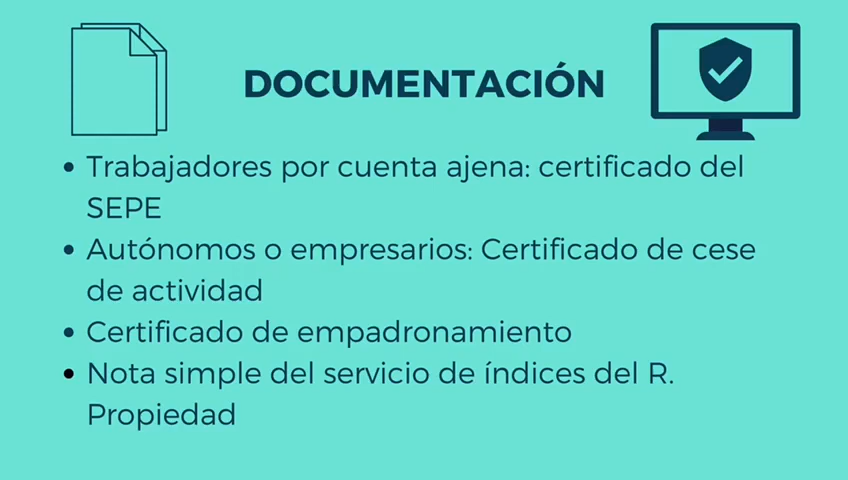 DOCUMENTACIÓN
• Trabajadores por cuenta ajena: certificado del
SEPE
• Autónomos o empresarios: Certificado de cese
de actividad
• Certificado de empadronamiento
• Nota simple del servicio de índices del R.
Propiedad